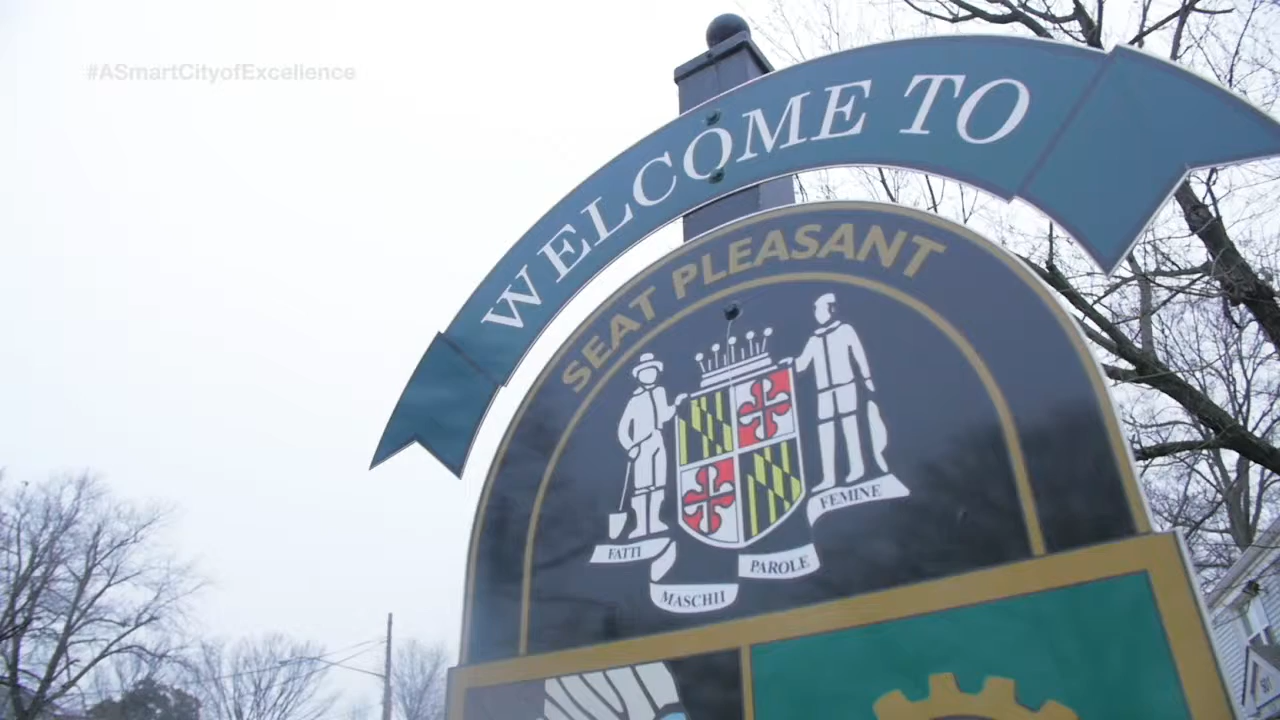 #ASmartCityofExcellence
WELCOME TO
SEAT PLEASANT
FATTI
MASCHII
PAROLE
FEMINE